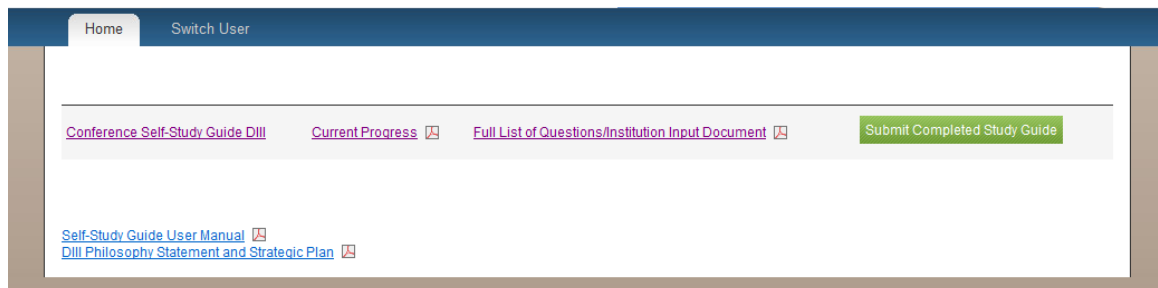 Home Switch User
Conference Self-Study Guide DIII Current Progress Full List of Questions/Institution Input Document Submit Completed Study Guide
Self-Study Guide User Manual
DIII Philosophy Statement and Strategic Plan